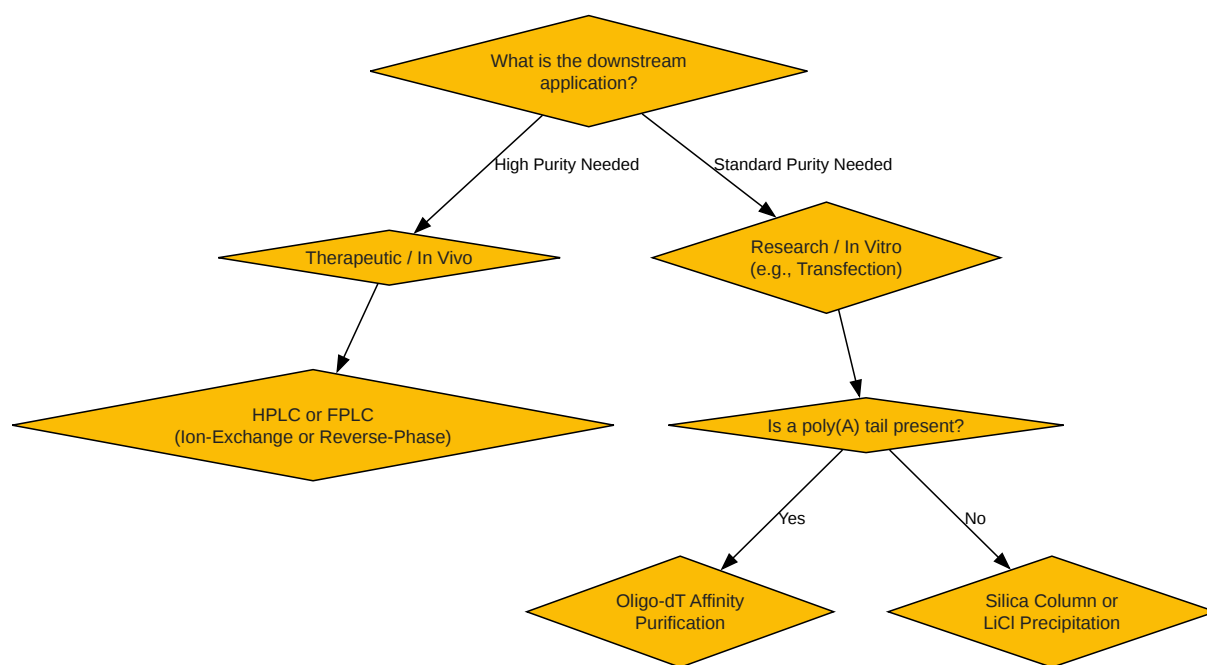 What is the downstream
application?
High Purity Needed
Standard Purity Needed
Therapeutic / In Vivo
Research / In Vitro
(e.g., Transfection)
HPLC or FPLC
(Ion-Exchange or Reverse-Phase)
Is a poly(A) tail present?
Yes
No
Oligo-dT Affinity
Purification
Silica Column or
LiCl Precipitation